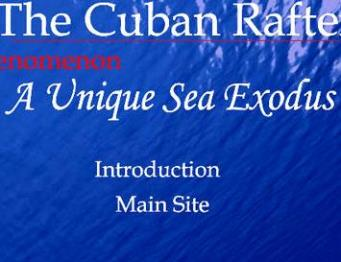 The Cuban Rafte
enomenon
A Unique Sea Exodus
Introduction
Main Site